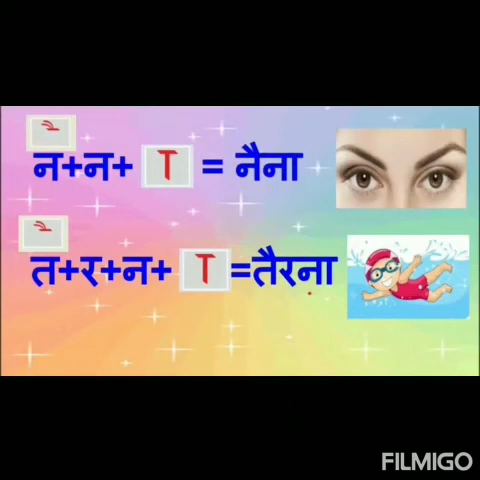 ै
न+न+ ा = नैना
ै
त+र+न+ ा =तैरना
FILMIGO